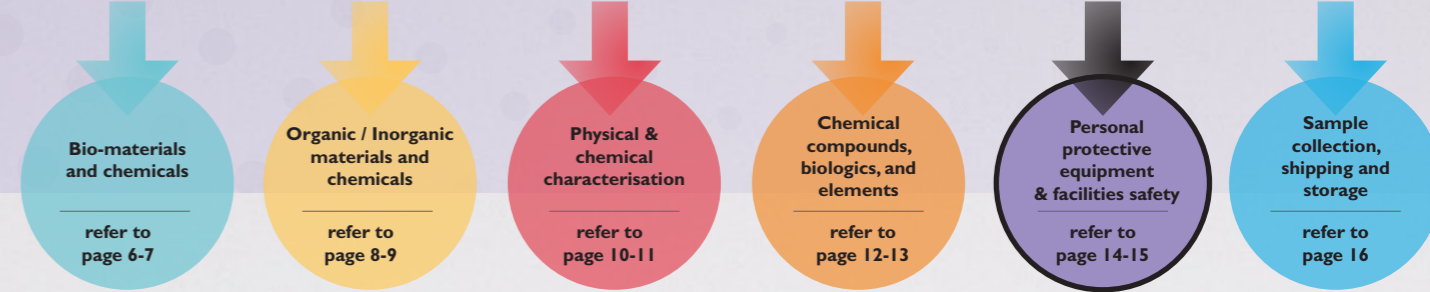 Bio-materials
and chemicals
refer to
page 6-7
Organic / Inorganic
materials and
chemicals
refer to
page 8-9
Physical &
chemical
characterisation
refer to
page 10-11
Chemical
compounds,
biologics, and
elements
refer to
page 12-13
Personal
protective
equipment
& facilities safety
refer to
page 14-15
Sample
collection,
shipping and
storage
refer to
page 16